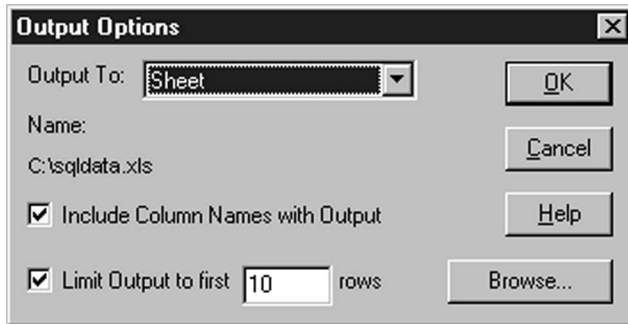 Output Options
Output To: Sheet
OK
Name:
C:\sqldata.xls
Cancel
Include Column Names with Output
Help
Limit Output to first 10 rows
Browse...